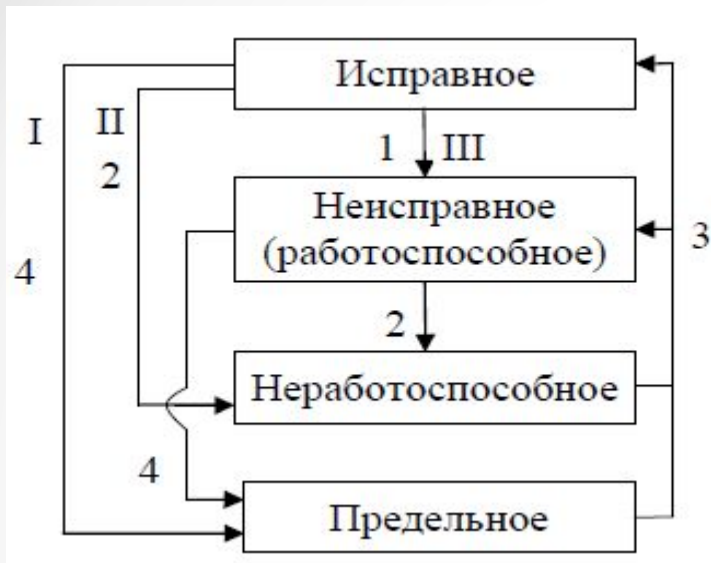 Исправное
I
II
1 III
2
Неисправное
(работоспособное)
3
4
2
Неработоспособное
4
Предельное